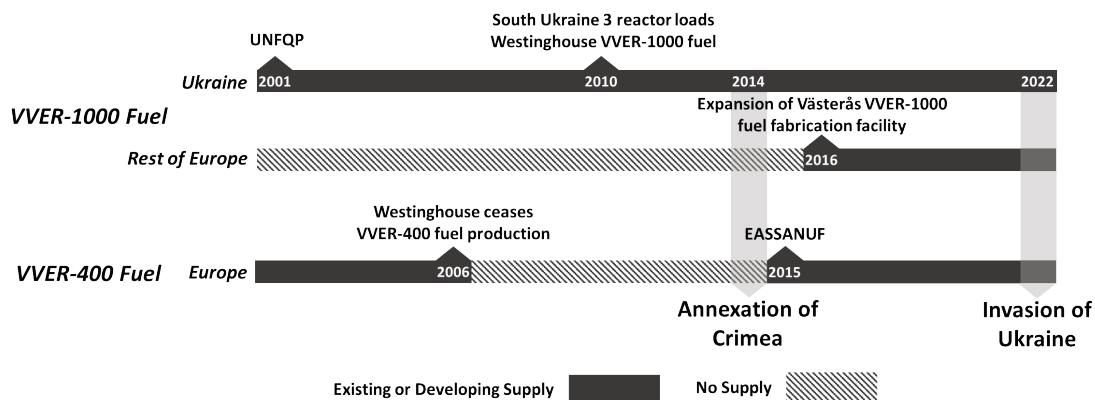 South Ukraine 3 reactor loads
Westinghouse VVER-1000 fuel
UNFQP
Ukraine 2001 2010 2014 2022
VVER-1000 Fuel
Expansion of Västerås VVER-1000
fuel fabrication facility
Rest of Europe 2016
Westinghouse ceases
VVER-400 fuel production
EASSANUF
VVER-400 Fuel Europe 2006 2015
Annexation of
Crimea
Invasion of
Ukraine
Existing or Developing Supply No Supply